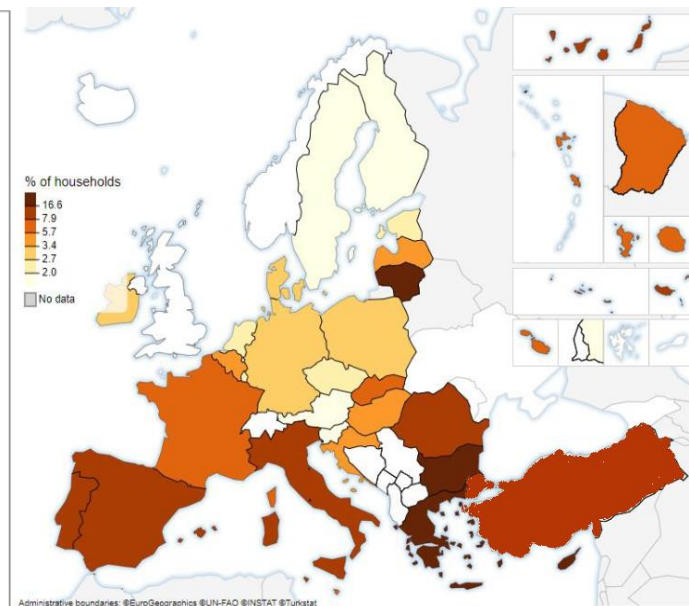 % of households
16.6
7.9
5.7
3.4
2.7
2.0
No data
Administrative boundaries: ©EuroGeographics ©UN-FAO ©INSTAT ©Turkstat